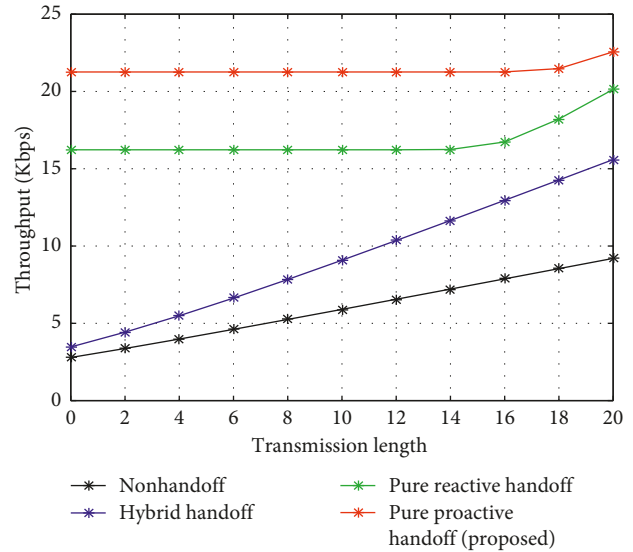 25
20
15
10
5
0
Throughput (Kbps)
0 2 4 6 8 10 12 14 16 18 20
Transmission length
Nonhandoff
Hybrid handoff
Pure reactive handoff
Pure proactive
handoff (proposed)